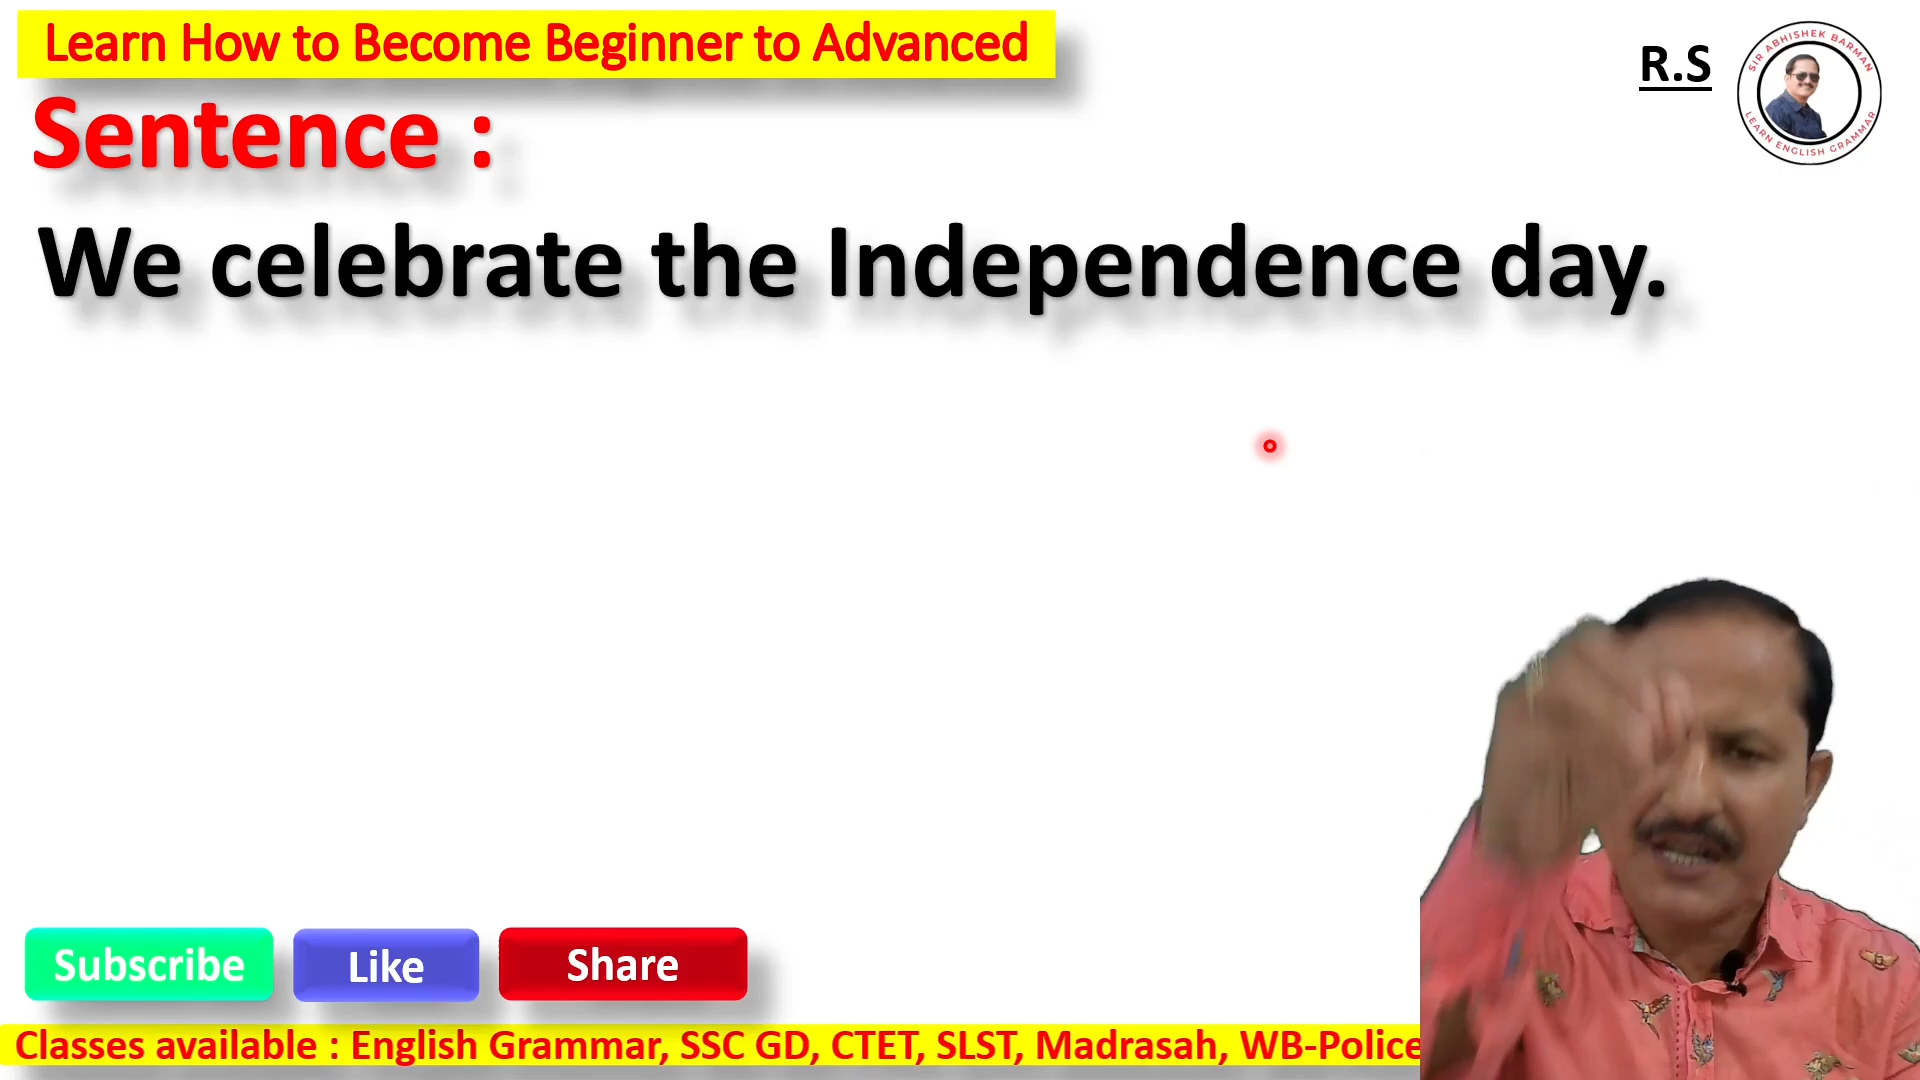 Learn How to Become Beginner to Advanced
R.S
SIR ABHISHEK BARMAN
LEARN ENGLISH GRAMMAR
Sentence :
We celebrate the Independence day.
Subscribe
Like
Share
Classes available : English Grammar, SSC GD, CTET, SLST, Madrasah, WB-Police